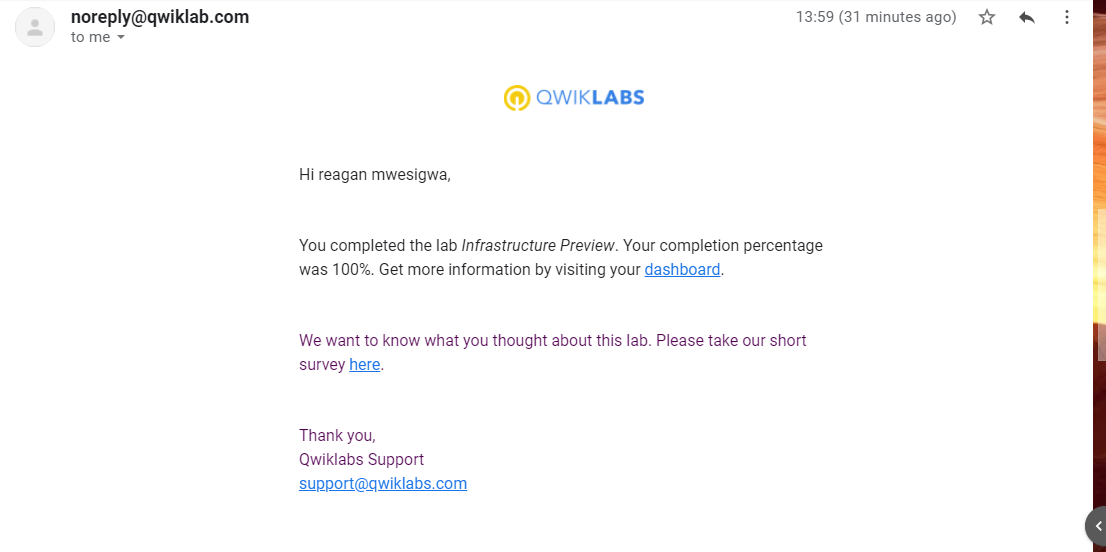 noreply@qwiklab.com
13:59 (31 minutes ago)
to me
QWIKLABS
Hi reagan mwesigwa,
You completed the lab Infrastructure Preview. Your completion percentage
was 100%. Get more information by visiting your dashboard.
We want to know what you thought about this lab. Please take our short
survey here.
Thank you,
Qwiklabs Support
support@qwiklabs.com